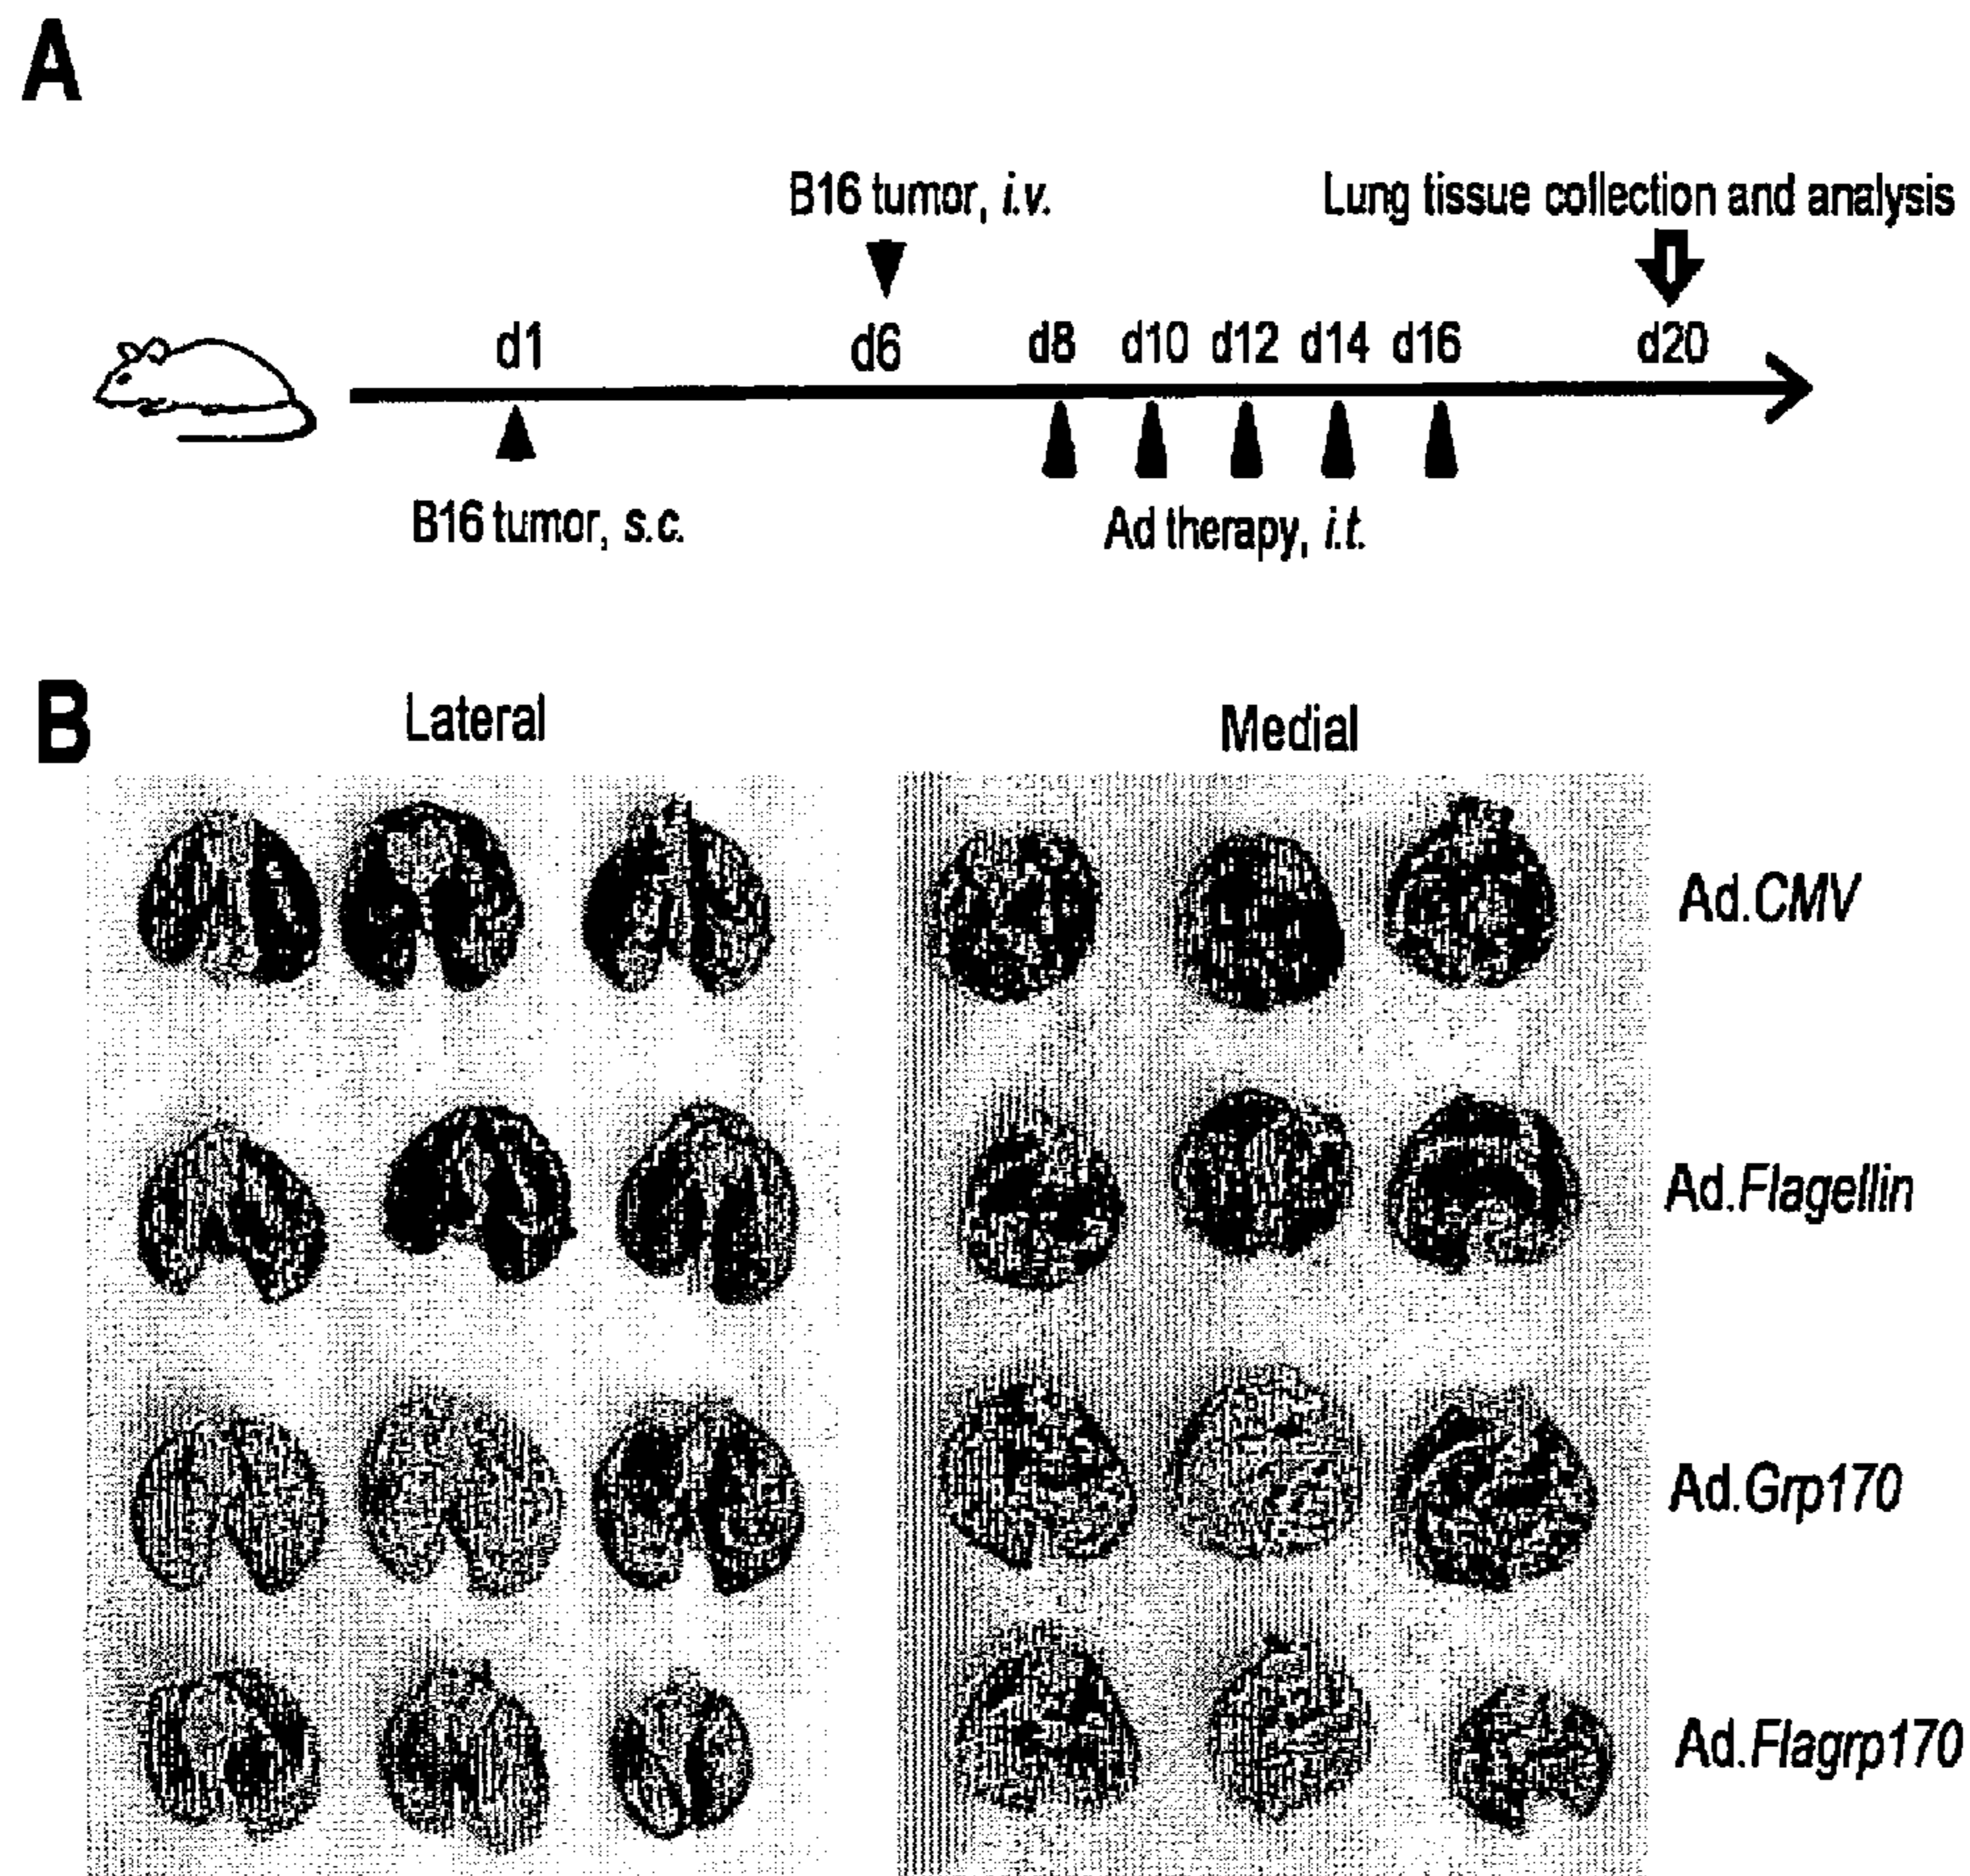 A
B16 tumor, i.v.
Lung tissue collection and analysis
d1 d6 d8 d10 d12 d14 d16 d20
B16 tumor, s.c.
Ad therapy, i.t.
B
Lateral Medial
Ad.CMV
Ad.Flagellin
Ad.Grp170
Ad.Flagrp170